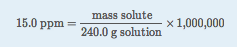 15.0 ppm = mass solute / 240.0 g solution × 1,000,000